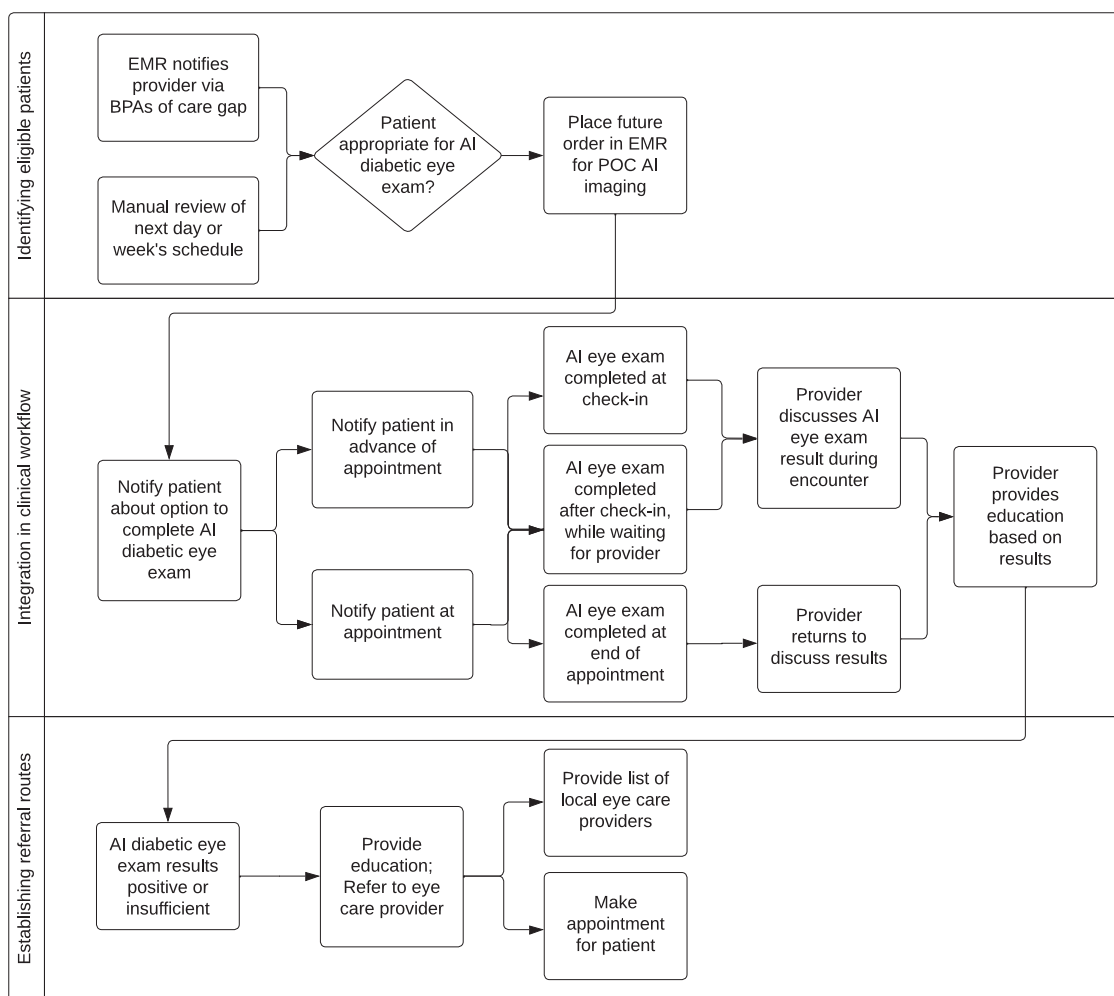 Identifying eligible patients
EMR notifies
provider via
BPAs of care gap
Manual review of
next day or
week's schedule
Patient
appropriate for AI
diabetic eye
exam?
Place future
order in EMR
for POC AI
imaging
Integration in clinical workflow
Notify patient
about option to
complete AI
diabetic eye
exam
Notify patient in
advance of
appointment
Notify patient at
appointment
AI eye exam
completed at
check-in
AI eye exam
completed
after check-in,
while waiting
for provider
AI eye exam
completed at
end of
appointment
Provider
discusses AI
eye exam
result during
encounter
Provider
returns to
discuss results
Provider
provides
education
based on
results
Establishing referral routes
AI diabetic eye
exam results
positive or
insufficient
Provide
education;
Refer to eye
care provider
Provide list of
local eye care
providers
Make
appointment
for patient